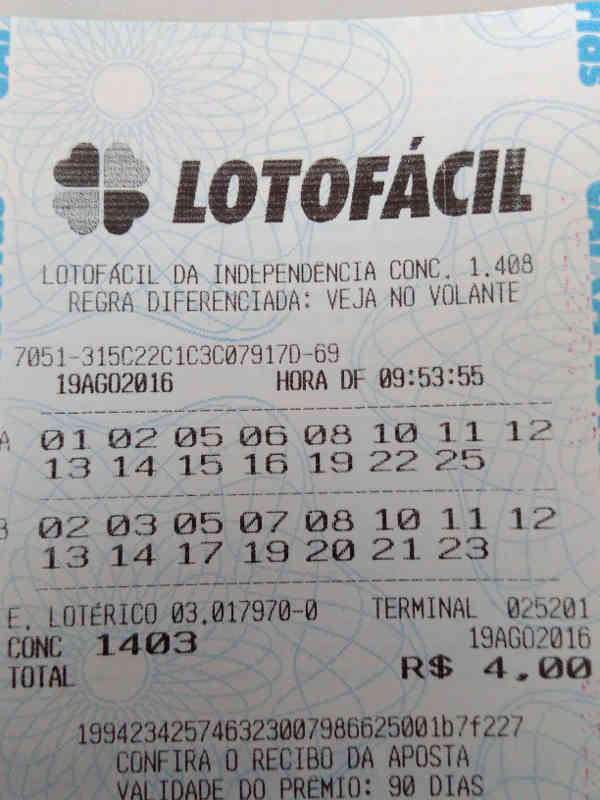 LOTOFÁCIL
LOTOFÁCIL DA INDEPENDENCIA CONC. 1.408
REGRA DIFERENCIADA: VEJA NO VOLANTE
7051-315C22C1C3C07917D-69
19AGO2016 HORA DF 09:53:55
A 01 02 05 06 08 10 11 12
13 14 15 16 19 22 25
B 02 03 05 07 08 10 11 12
13 14 17 19 20 21 23
E. LOTÉRICO 03.017970-0 TERMINAL 025201
CONC 1403 19AGO2016
TOTAL R$ 4,00
199423425746323007986625001b7f227
CONFIRA O RECIBO DA APOSTA
VALIDADE DO PRÊMIO: 90 DIAS